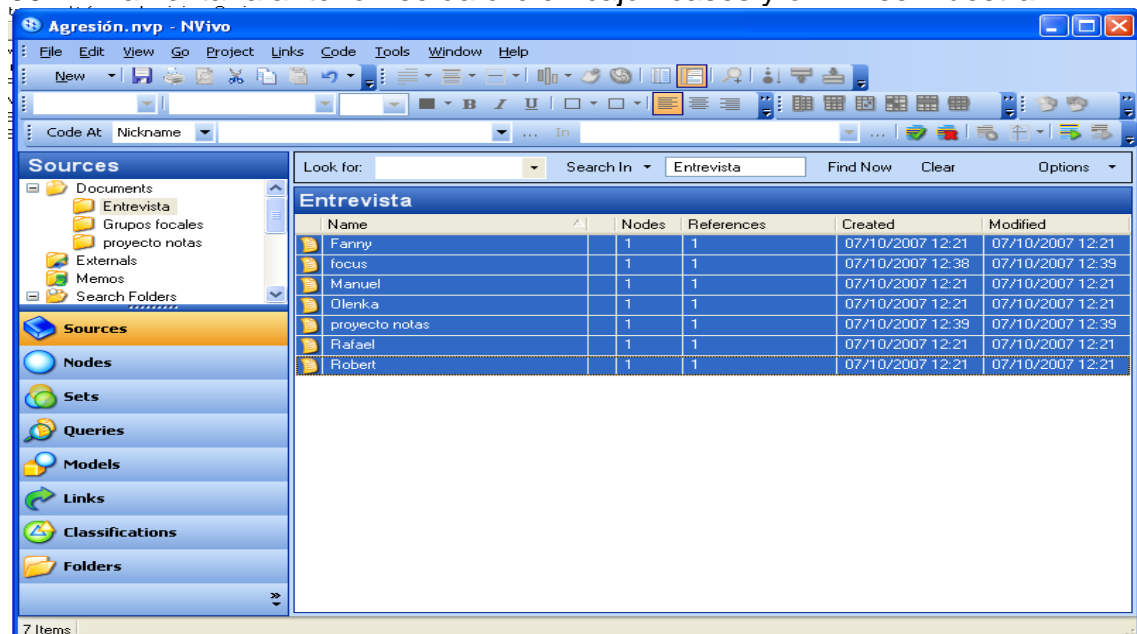 Agresión.nvp - NVivo
File Edit View Go Project Links Code Tools Window Help
New
B I U
Code At Nickname ... In ...
Sources
Documents
Entrevista
Grupos focales
proyecto notas
Externals
Memos
Search Folders
Sources
Nodes
Sets
Queries
Models
Links
Classifications
Folders
Look for: Search In Entrevista Find Now Clear Options
Entrevista
Name Nodes References Created Modified
Fanny 1 1 07/10/2007 12:21 07/10/2007 12:21
focus 1 1 07/10/2007 12:38 07/10/2007 12:39
Manuel 1 1 07/10/2007 12:21 07/10/2007 12:21
Olenka 1 1 07/10/2007 12:21 07/10/2007 12:21
proyecto notas 1 1 07/10/2007 12:39 07/10/2007 12:39
Rafael 1 1 07/10/2007 12:21 07/10/2007 12:21
Robert 1 1 07/10/2007 12:21 07/10/2007 12:21
7 Items